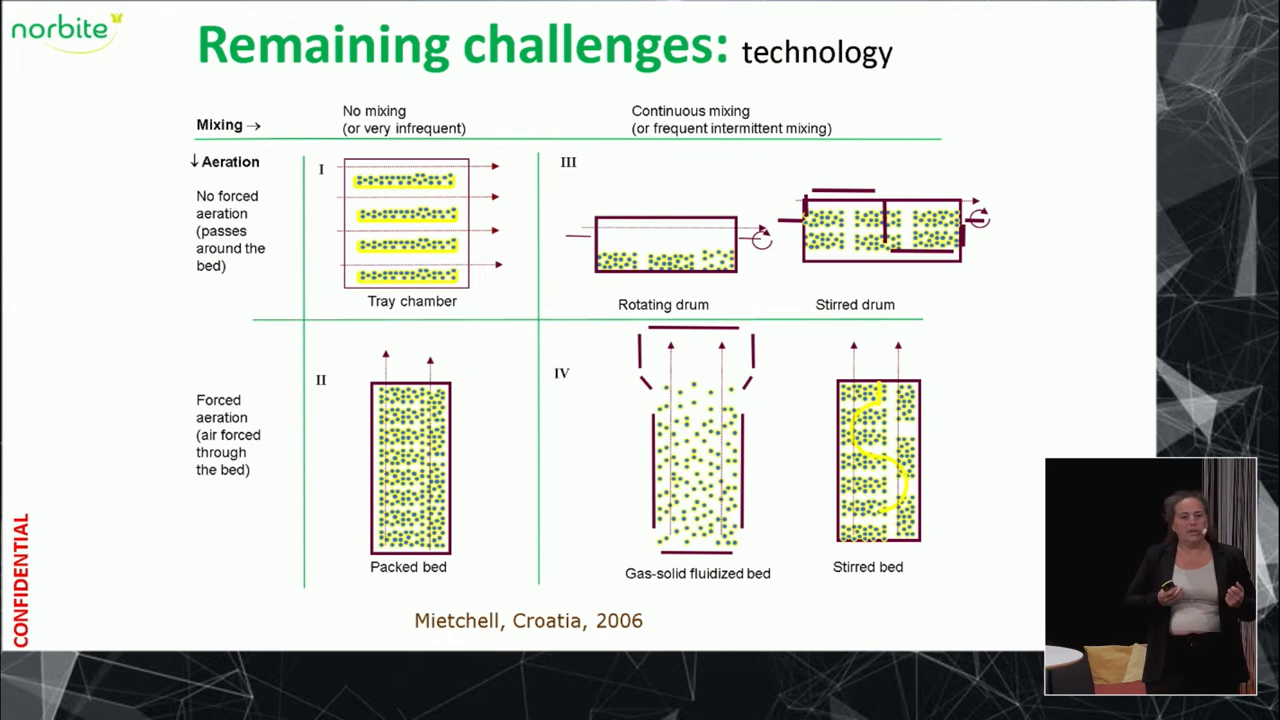 norbite
Remaining challenges: technology
Mixing →
No mixing
(or very infrequent)
Continuous mixing
(or frequent intermittent mixing)
↓ Aeration
I
III
No forced
aeration
(passes
around the
bed)
Tray chamber
Rotating drum
Stirred drum
II
IV
Forced
aeration
(air forced
through
the bed)
Packed bed
Gas-solid fluidized bed
Stirred bed
Mietchell, Croatia, 2006
CONFIDENTIAL